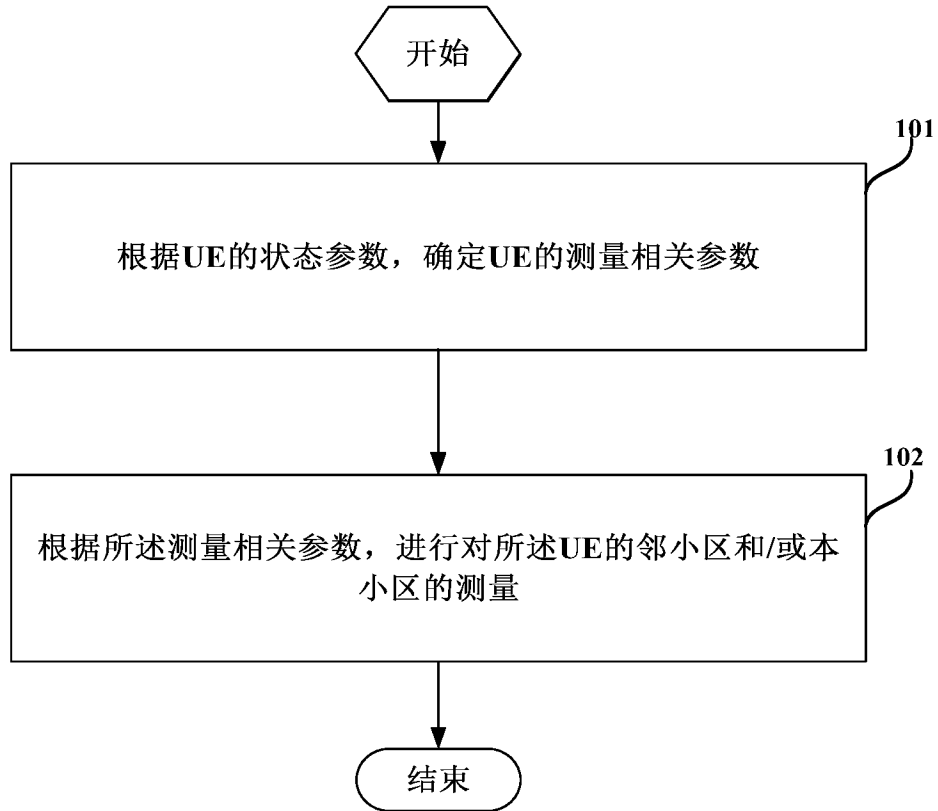 开始
101
根据UE的状态参数，确定UE的测量相关参数
102
根据所述测量相关参数，进行对所述UE的邻小区和/或本
小区的测量
结束